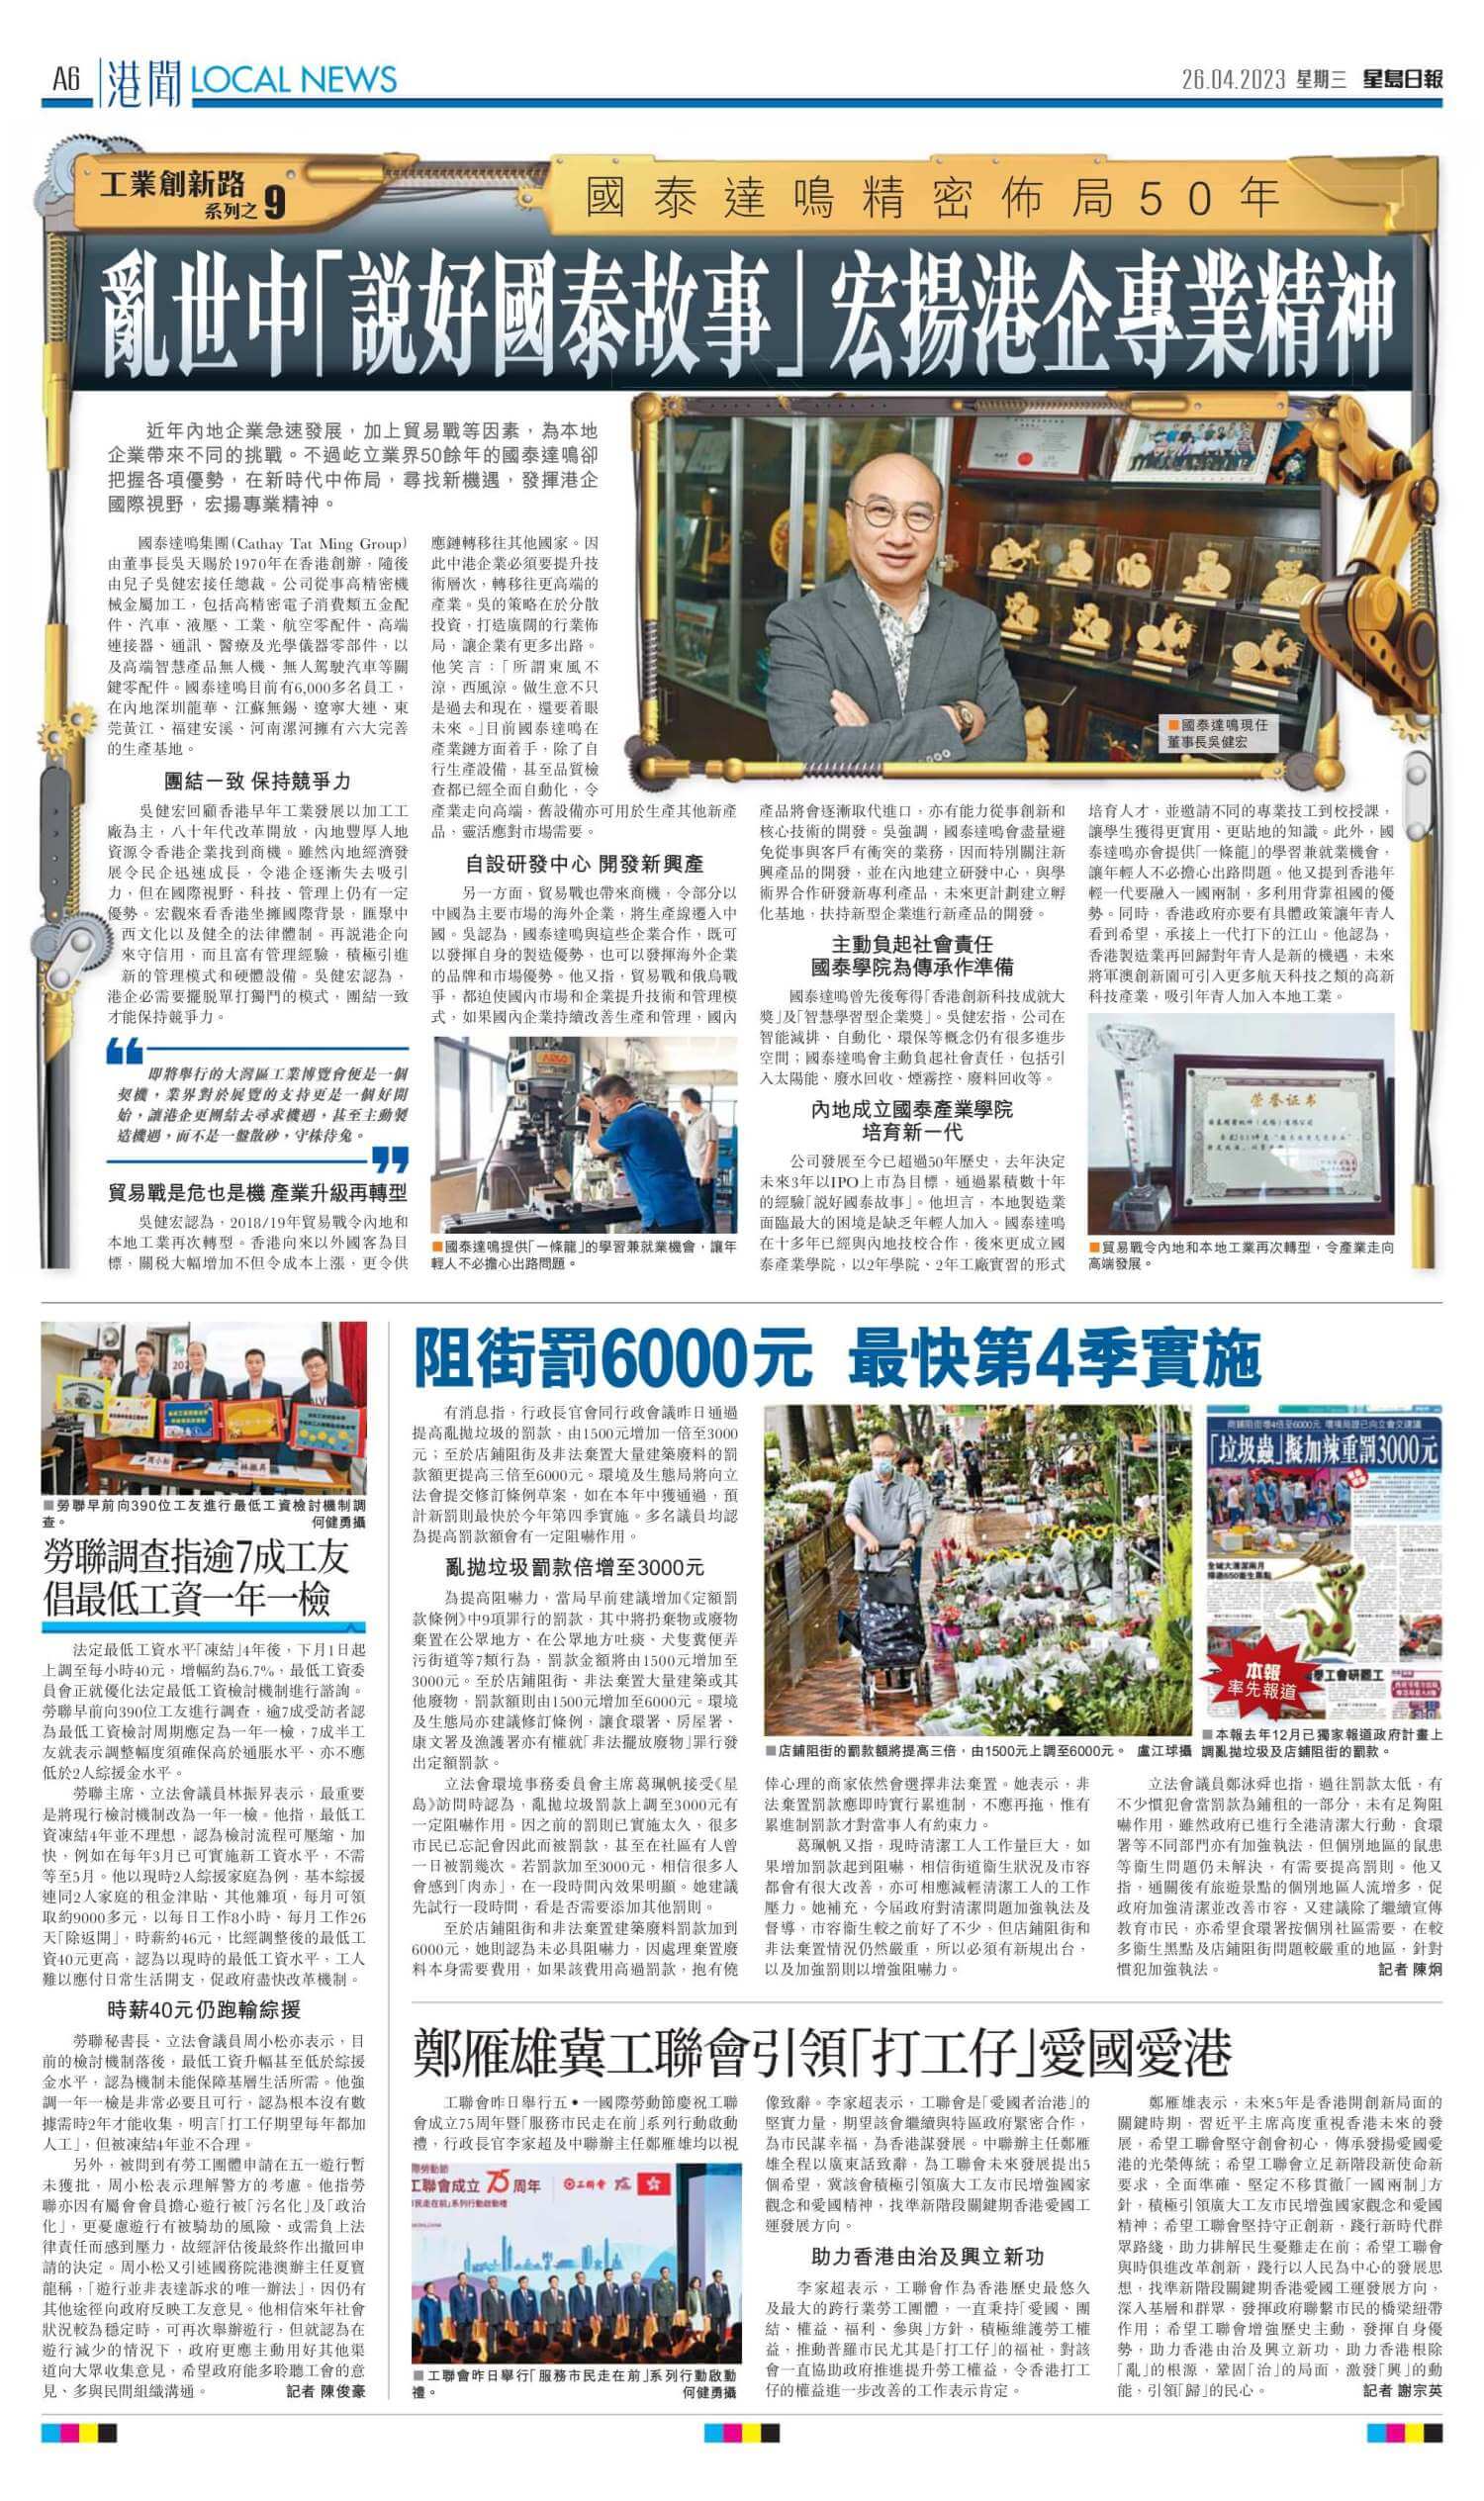 A6 港聞 LOCAL NEWS
26.04.2023 星期三 星島日報
工業創新路
系列之9
國泰達鳴精密佈局50年
亂世中「說好國泰故事」宏揚港企專業精神
近年內地企業急速發展，加上貿易戰等因素，為本地
企業帶來不同的挑戰。不過屹立業界50餘年的國泰達鳴卻
把握各項優勢，在新時代中佈局，尋找新機遇，發揮港企
國際視野，宏揚專業精神。
國泰達鳴集團(Cathay Tat Ming Group)
由董事長吳天賜於1970年在香港創辦，隨後
由兒子吳健宏接任總裁。公司從事高精密機
械金屬加工，包括高精密電子消費類五金配
件、汽車、液壓、工業、航空零配件、高端
連接器、通訊、醫療及光學儀器零部件，以
及高端智慧產品無人機、無人駕駛汽車等關
鍵零配件。國泰達鳴目前有6,000多名員工，
在內地深圳龍華、江蘇無錫、遼寧大連、東
莞黃江、福建安溪、河南漯河擁有六大完善
的生產基地。
團結一致 保持競爭力
吳健宏回顧香港早年工業發展以加工工
廠為主，八十年代改革開放，內地豐厚人地
資源令香港企業找到商機。雖然內地經濟發
展令民企迅速成長，令港企逐漸失去吸引
力，但在國際視野、科技、管理上仍有一定
優勢。宏觀來看香港坐擁國際背景，匯聚中
西文化以及健全的法律體制。再說港企向
來守信用，而且富有管理經驗，積極引進
新的管理模式和硬體設備。吳健宏認為，
港企必需要擺脫單打獨鬥的模式，團結一致
才能保持競爭力。
即將舉行的大灣區工業博覽會便是一個
契機，業界對於展覽的支持更是一個好開
始，讓港企更團結去尋求機遇，甚至主動製
造機遇，而不是一盤散砂，守株待兔。
貿易戰是危也是機 產業升級再轉型
吳健宏認為，2018/19年貿易戰令內地和
本地工業再次轉型。香港向來以外國客為目
標，關稅大幅增加不但令成本上漲，更令供
應鏈轉移往其他國家。因
此中港企業必須要提升技
術層次，轉移往更高端的
產業。吳的策略在於分散
投資，打造廣闊的行業佈
局，讓企業有更多出路。
他笑言：「所謂東風不
涼，西風涼。做生意不只
是過去和現在，還要着眼
未來。」目前國泰達鳴在
產業鏈方面着手，除了自
行生產設備，甚至品質檢
查都已經全面自動化，令
產業走向高端，舊設備亦可用於生產其他新產
品，靈活應對市場需要。
自設研發中心 開發新興產
另一方面，貿易戰也帶來商機，令部分以
中國為主要市場的海外企業，將生產線遷入中
國。吳認為，國泰達鳴與這些企業合作，既可
以發揮自身的製造優勢，也可以發揮海外企業
的品牌和市場優勢。他又指，貿易戰和俄烏戰
爭，都迫使國內市場和企業提升技術和管理模
式，如果國內企業持續改善生產和管理，國內
■國泰達鳴提供「一條龍」的學習兼就業機會，讓年
輕人不必擔心出路問題。
■國泰達鳴現任
董事長吳健宏
產品將會逐漸取代進口，亦有能力從事創新和
核心技術的開發。吳強調，國泰達鳴會盡量避
免從事與客戶有衝突的業務，因而特別關注新
興產品的開發，並在內地建立研發中心，與學
術界合作研發新專利產品，未來更計劃建立孵
化基地，扶持新型企業進行新產品的開發。
主動負起社會責任
國泰學院為傳承作準備
國泰達鳴曾先後奪得「香港創新科技成就大
獎」及「智慧學習型企業獎」。吳健宏指，公司在
智能減排、自動化、環保等概念仍有很多進步
空間；國泰達鳴會主動負起社會責任，包括引
入太陽能、廢水回收、煙霧控、廢料回收等。
內地成立國泰產業學院
培育新一代
公司發展至今已超過50年歷史，去年決定
未來3年以IPO上市為目標，通過累積數十年
的經驗「說好國泰故事」。他坦言，本地製造業
面臨最大的困境是缺乏年輕人加入。國泰達鳴
在十多年已經與內地技校合作，後來更成立國
泰產業學院，以2年學院、2年工廠實習的形式
培育人才，並邀請不同的專業技工到校授課，
讓學生獲得更實用、更貼地的知識。此外，國
泰達鳴亦會提供「一條龍」的學習兼就業機會，
讓年輕人不必擔心出路問題。他又提到香港年
輕一代要融入一國兩制，多利用背靠祖國的優
勢。同時，香港政府亦要有具體政策讓年青人
看到希望，承接上一代打下的江山。他認為，
香港製造業再回歸對年青人是新的機遇，未來
將軍澳創新園可引入更多航天科技之類的高新
科技產業，吸引年青人加入本地工業。
荣誉证书
■貿易戰令內地和本地工業再次轉型，令產業走向
高端發展。
■勞聯早前向390位工友進行最低工資檢討機制調
查。 何健勇攝
勞聯調查指逾7成工友
倡最低工資一年一檢
法定最低工資水平「凍結」4年後，下月1日起
上調至每小時40元，增幅約為6.7%，最低工資委
員會正就優化法定最低工資檢討機制進行諮詢。
勞聯早前向390位工友進行調查，逾7成受訪者認
為最低工資檢討周期應定為一年一檢，7成半工
友就表示調整幅度須確保高於通脹水平、亦不應
低於2人綜援金水平。
勞聯主席、立法會議員林振昇表示，最重要
是將現行檢討機制改為一年一檢。他指，最低工
資凍結4年並不理想，認為檢討流程可壓縮、加
快，例如在每年3月已可實施新工資水平，不需
等至5月。他以現時2人綜援家庭為例，基本綜援
連同2人家庭的租金津貼、其他雜項，每月可領
取約9000多元，以每日工作8小時、每月工作26
天「除返開」，時薪約46元，比經調整後的最低工
資40元更高，認為以現時的最低工資水平，工人
難以應付日常生活開支，促政府盡快改革機制。
時薪40元仍跑輸綜援
勞聯秘書長、立法會議員周小松亦表示，目
前的檢討機制落後，最低工資升幅甚至低於綜援
金水平，認為機制未能保障基層生活所需。他強
調一年一檢是非常必要且可行，認為根本沒有數
據需時2年才能收集，明言「打工仔期望每年都加
人工」，但被凍結4年並不合理。
另外，被問到有勞工團體申請在五一遊行暫
未獲批，周小松表示理解警方的考慮。他指勞
聯亦因有屬會會員擔心遊行被「污名化」及「政治
化」，更憂慮遊行有被騎劫的風險、或需負上法
律責任而感到壓力，故經評估後最終作出撤回申
請的決定。周小松又引述國務院港澳辦主任夏寶
龍稱，「遊行並非表達訴求的唯一辦法」，因仍有
其他途徑向政府反映工友意見。他相信來年社會
狀況較為穩定時，可再次舉辦遊行，但就認為在
遊行減少的情況下，政府更應主動用好其他渠
道向大眾收集意見，希望政府能多聆聽工會的意
見、多與民間組織溝通。 記者 陳俊豪
阻街罰6000元 最快第4季實施
有消息指，行政長官會同行政會議昨日通過
提高亂拋垃圾的罰款，由1500元增加一倍至3000
元；至於店鋪阻街及非法棄置大量建築廢料的罰
款額更提高三倍至6000元。環境及生態局將向立
法會提交修訂條例草案，如在本年中獲通過，預
計新罰則最快於今年第四季實施。多名議員均認
為提高罰款額會有一定阻嚇作用。
亂拋垃圾罰款倍增至3000元
為提高阻嚇力，當局早前建議增加《定額罰
款條例》中9項罪行的罰款，其中將扔棄物或廢物
棄置在公眾地方、在公眾地方吐痰、犬隻糞便弄
污街道等7類行為，罰款金額將由1500元增加至
3000元。至於店鋪阻街、非法棄置大量建築或其
他廢物，罰款額則由1500元增加至6000元。環境
及生態局亦建議修訂條例，讓食環署、房屋署、
康文署及漁護署亦有權就「非法擺放廢物」罪行發
出定額罰款。
立法會環境事務委員會主席葛珮帆接受《星
島》訪問時認為，亂拋垃圾罰款上調至3000元有
一定阻嚇作用。因之前的罰則已實施太久，很多
市民已忘記會因此而被罰款，甚至在社區有人曾
一日被罰幾次。若罰款加至3000元，相信很多人
會感到「肉赤」，在一段時間內效果明顯。她建議
先試行一段時間，看是否需要添加其他罰則。
至於店鋪阻街和非法棄置建築廢料罰款加到
6000元，她則認為未必具阻嚇力，因處理棄置廢
料本身需要費用，如果該費用高過罰款，抱有僥
■店鋪阻街的罰款額將提高三倍，由1500元上調至6000元。 盧江球攝
「垃圾蟲」擬加辣重罰3000元
本報
率先報道
■本報去年12月已獨家報道政府計畫上
調亂拋垃圾及店鋪阻街的罰款。
倖心理的商家依然會選擇非法棄置。她表示，非
法棄置罰款應即時實行累進制，不應再拖，惟有
累進制罰款才對當事人有約束力。
葛珮帆又指，現時清潔工人工作量巨大，如
果增加罰款起到阻嚇，相信街道衞生狀況及市容
都會有很大改善，亦可相應減輕清潔工人的工作
壓力。她補充，今屆政府對清潔問題加強執法及
督導，市容衞生較之前好了不少，但店鋪阻街和
非法棄置情況仍然嚴重，所以必須有新規出台，
以及加強罰則以增強阻嚇力。
立法會議員鄭泳舜也指，過往罰款太低，有
不少慣犯會當罰款為鋪租的一部分，未有足夠阻
嚇作用，雖然政府已進行全港清潔大行動，食環
署等不同部門亦有加強執法，但個別地區的鼠患
等衞生問題仍未解決，有需要提高罰則。他又
指，通關後有旅遊景點的個別地區人流增多，促
政府加強清潔並改善市容，又建議除了繼續宣傳
教育市民，亦希望食環署按個別社區需要，在較
多衞生黑點及店鋪阻街問題較嚴重的地區，針對
慣犯加強執法。 記者 陳炯
鄭雁雄冀工聯會引領「打工仔」愛國愛港
工聯會昨日舉行五•一國際勞動節慶祝工聯
會成立75周年暨「服務市民走在前」系列行動啟動
禮，行政長官李家超及中聯辦主任鄭雁雄均以視
工聯會成立75周年
■工聯會昨日舉行「服務市民走在前」系列行動啟動
禮。 何健勇攝
像致辭。李家超表示，工聯會是「愛國者治港」的
堅實力量，期望該會繼續與特區政府緊密合作，
為市民謀幸福，為香港謀發展。中聯辦主任鄭雁
雄全程以廣東話致辭，為工聯會未來發展提出5
個希望，冀該會積極引領廣大工友市民增強國家
觀念和愛國精神，找準新階段關鍵期香港愛國工
運發展方向。
助力香港由治及興立新功
李家超表示，工聯會作為香港歷史最悠久
及最大的跨行業勞工團體，一直秉持「愛國、團
結、權益、福利、參與」方針，積極維護勞工權
益，推動普羅市民尤其是「打工仔」的福祉，對該
會一直協助政府推進提升勞工權益，令香港打工
仔的權益進一步改善的工作表示肯定。
鄭雁雄表示，未來5年是香港開創新局面的
關鍵時期，習近平主席高度重視香港未來的發
展，希望工聯會堅守創會初心，傳承發揚愛國愛
港的光榮傳統；希望工聯會立足新階段新使命新
要求，全面準確、堅定不移貫徹「一國兩制」方
針，積極引領廣大工友市民增強國家觀念和愛國
精神；希望工聯會堅持守正創新，踐行新時代群
眾路綫，助力排解民生憂難走在前；希望工聯會
與時俱進改革創新，踐行以人民為中心的發展思
想，找準新階段關鍵期香港愛國工運發展方向，
深入基層和群眾，發揮政府聯繫市民的橋梁紐帶
作用；希望工聯會增強歷史主動，發揮自身優
勢，助力香港由治及興立新功，助力香港根除
「亂」的根源，鞏固「治」的局面，激發「興」的動
能，引領「歸」的民心。 記者 謝宗英